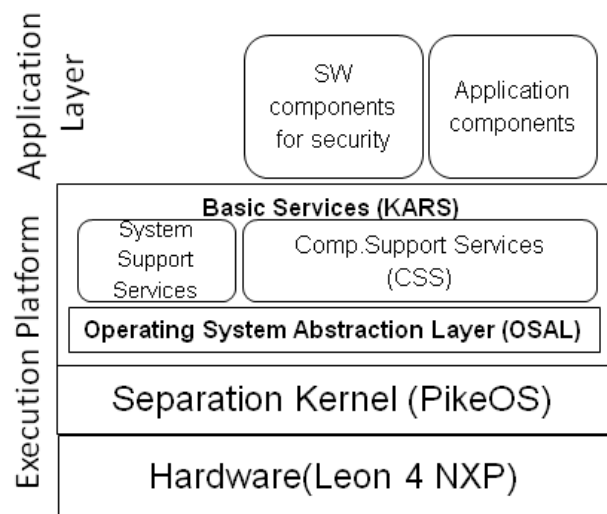 Application
Layer
SW
components
for security
Application
components
Execution Platform
Basic Services (KARS)
System
Support
Services
Comp.Support Services
(CSS)
Operating System Abstraction Layer (OSAL)
Separation Kernel (PikeOS)
Hardware(Leon 4 NXP)